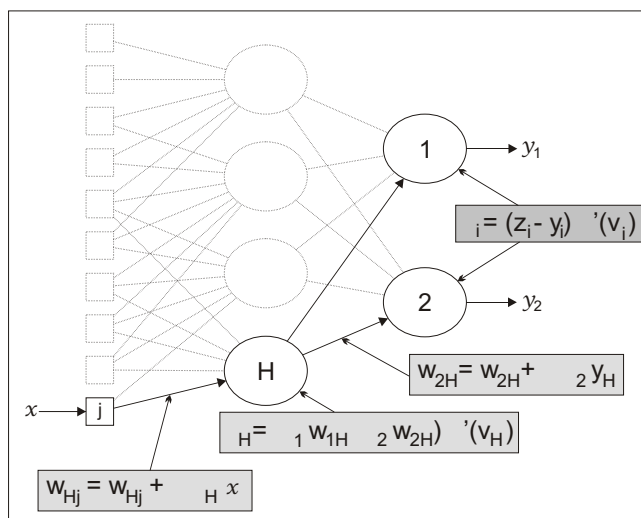 1
y1
i = (zi - yi) '(vi)
2
y2
H
w2H = w2H + 2 yH
x
j
H = 1 w1H 2 w2H) '(vH)
wHj = wHj + H x